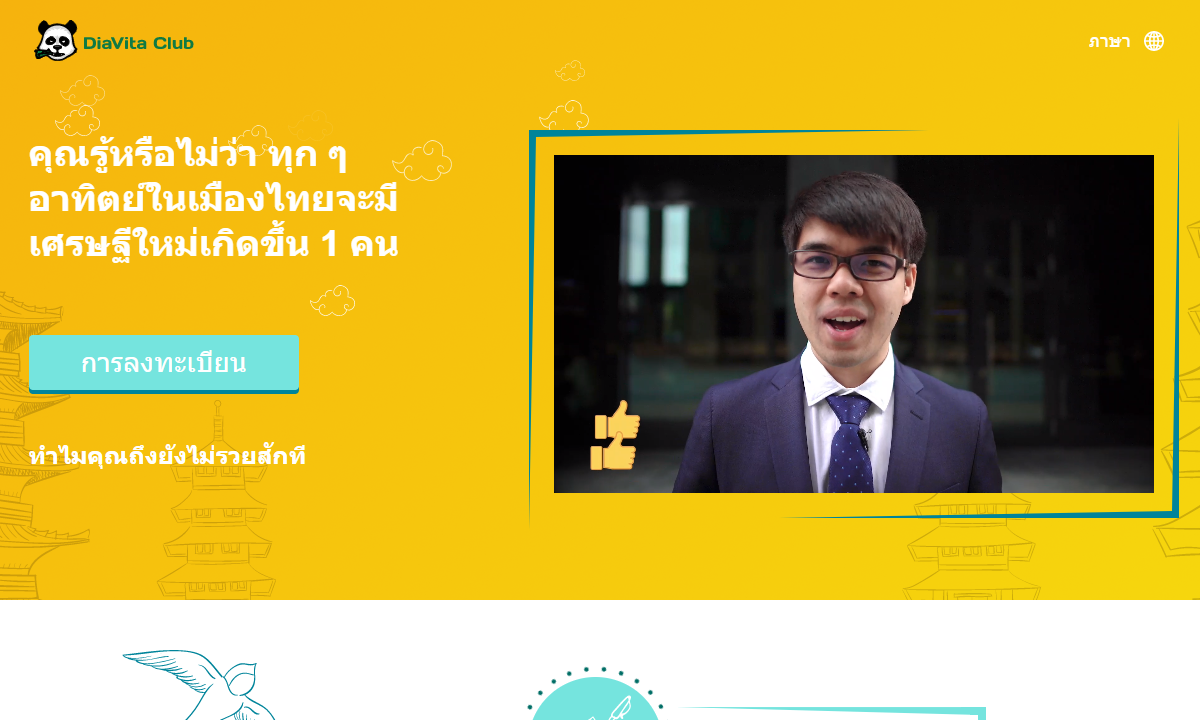 DiaVita Club
ภาษา
คุณรู้หรือไม่ว่า ทุก ๆ
อาทิตย์ในเมืองไทยจะมี
เศรษฐีใหม่เกิดขึ้น 1 คน
การลงทะเบียน
ทำไมคุณถึงยังไม่รวยสักที